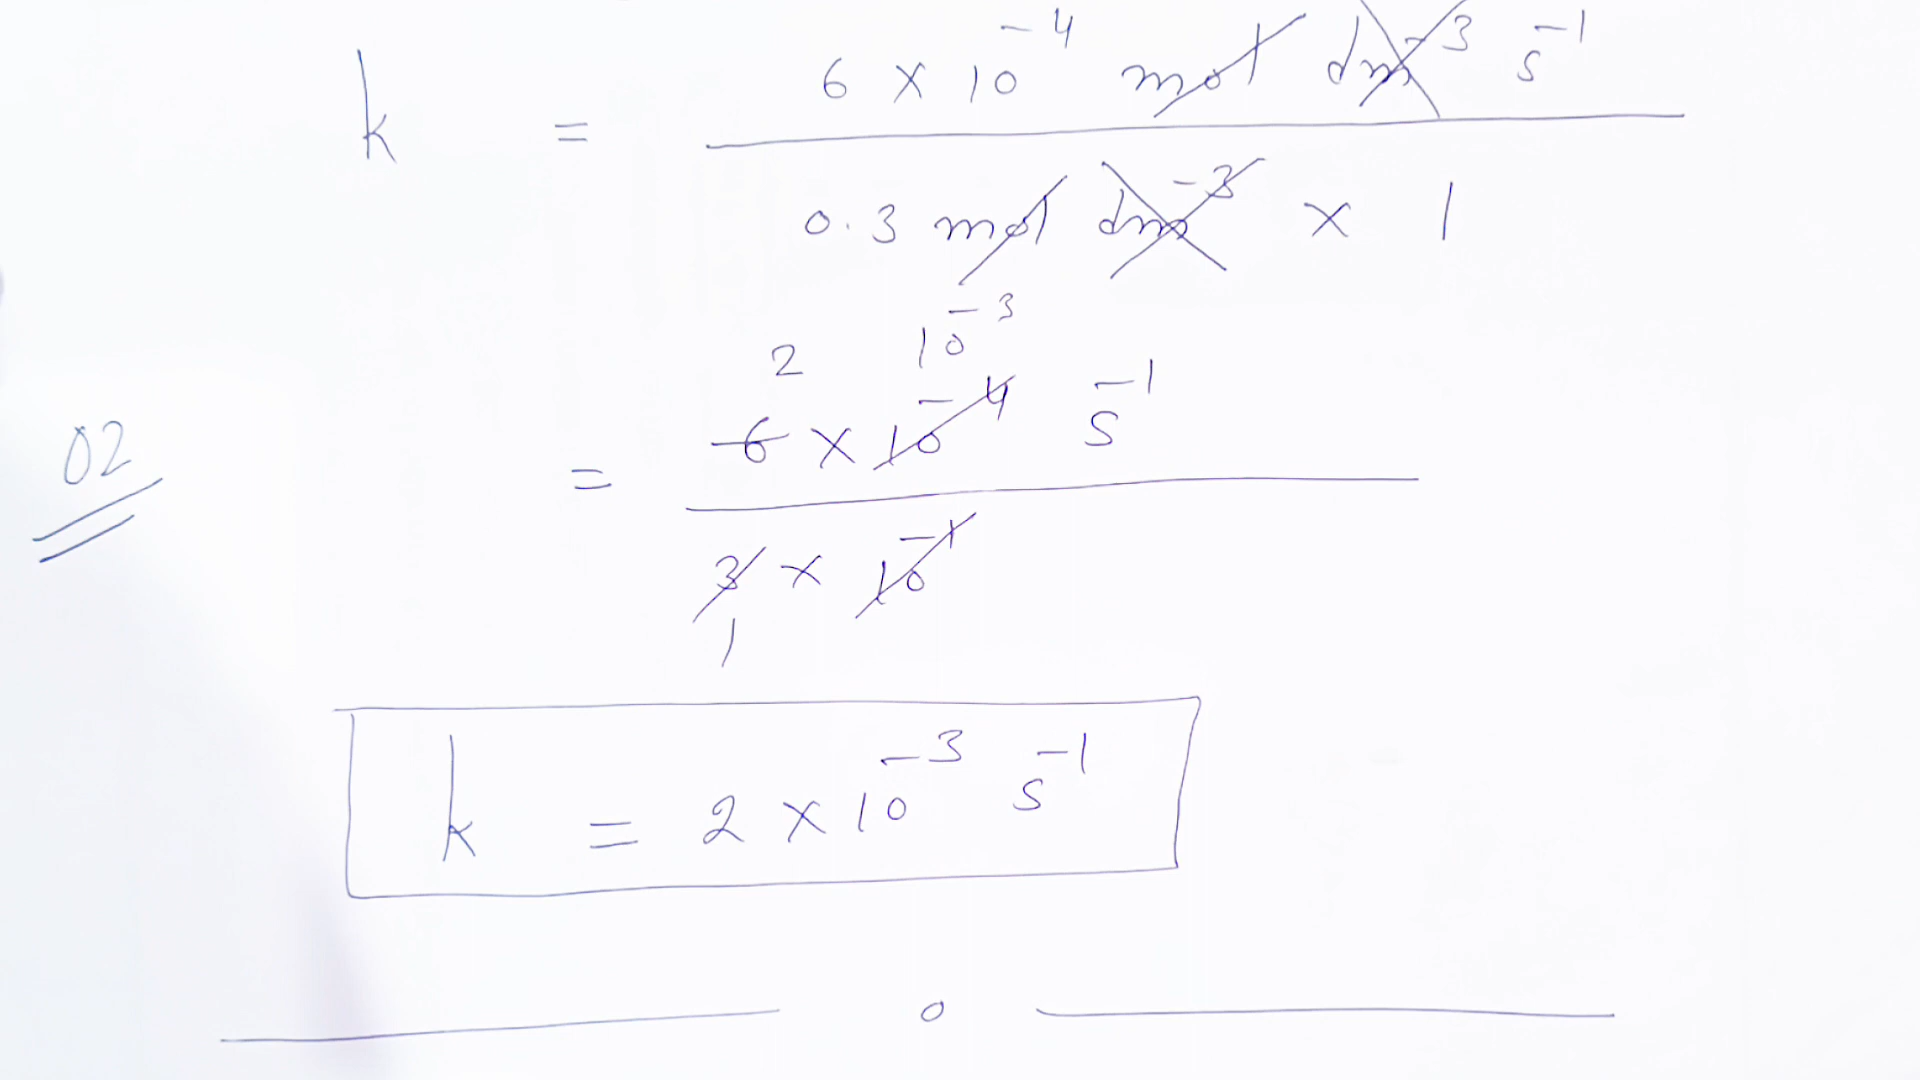 k = 6 × 10⁻⁴ mol dm⁻³ s⁻¹
0.3 mol dm⁻³ × 1
2 10⁻³
02 = 6 × 10⁻⁴ s⁻¹
3 × 10⁻¹
1
k = 2 × 10⁻³ s⁻¹
o